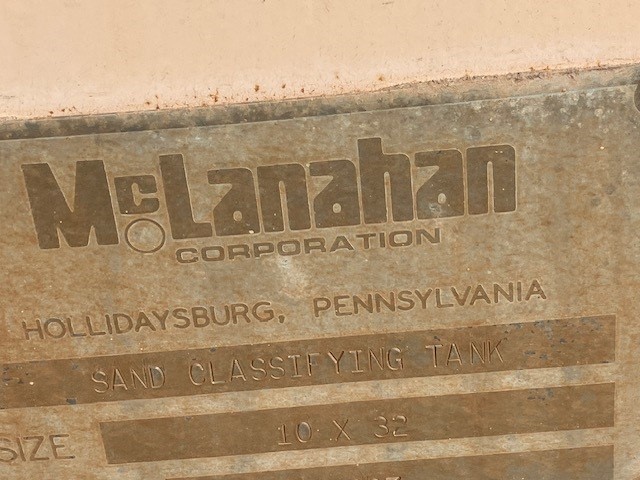 McLanahan
CORPORATION
HOLLIDAYSBURG, PENNSYLVANIA
SAND CLASSIFYING TANK
SIZE 10 X 32